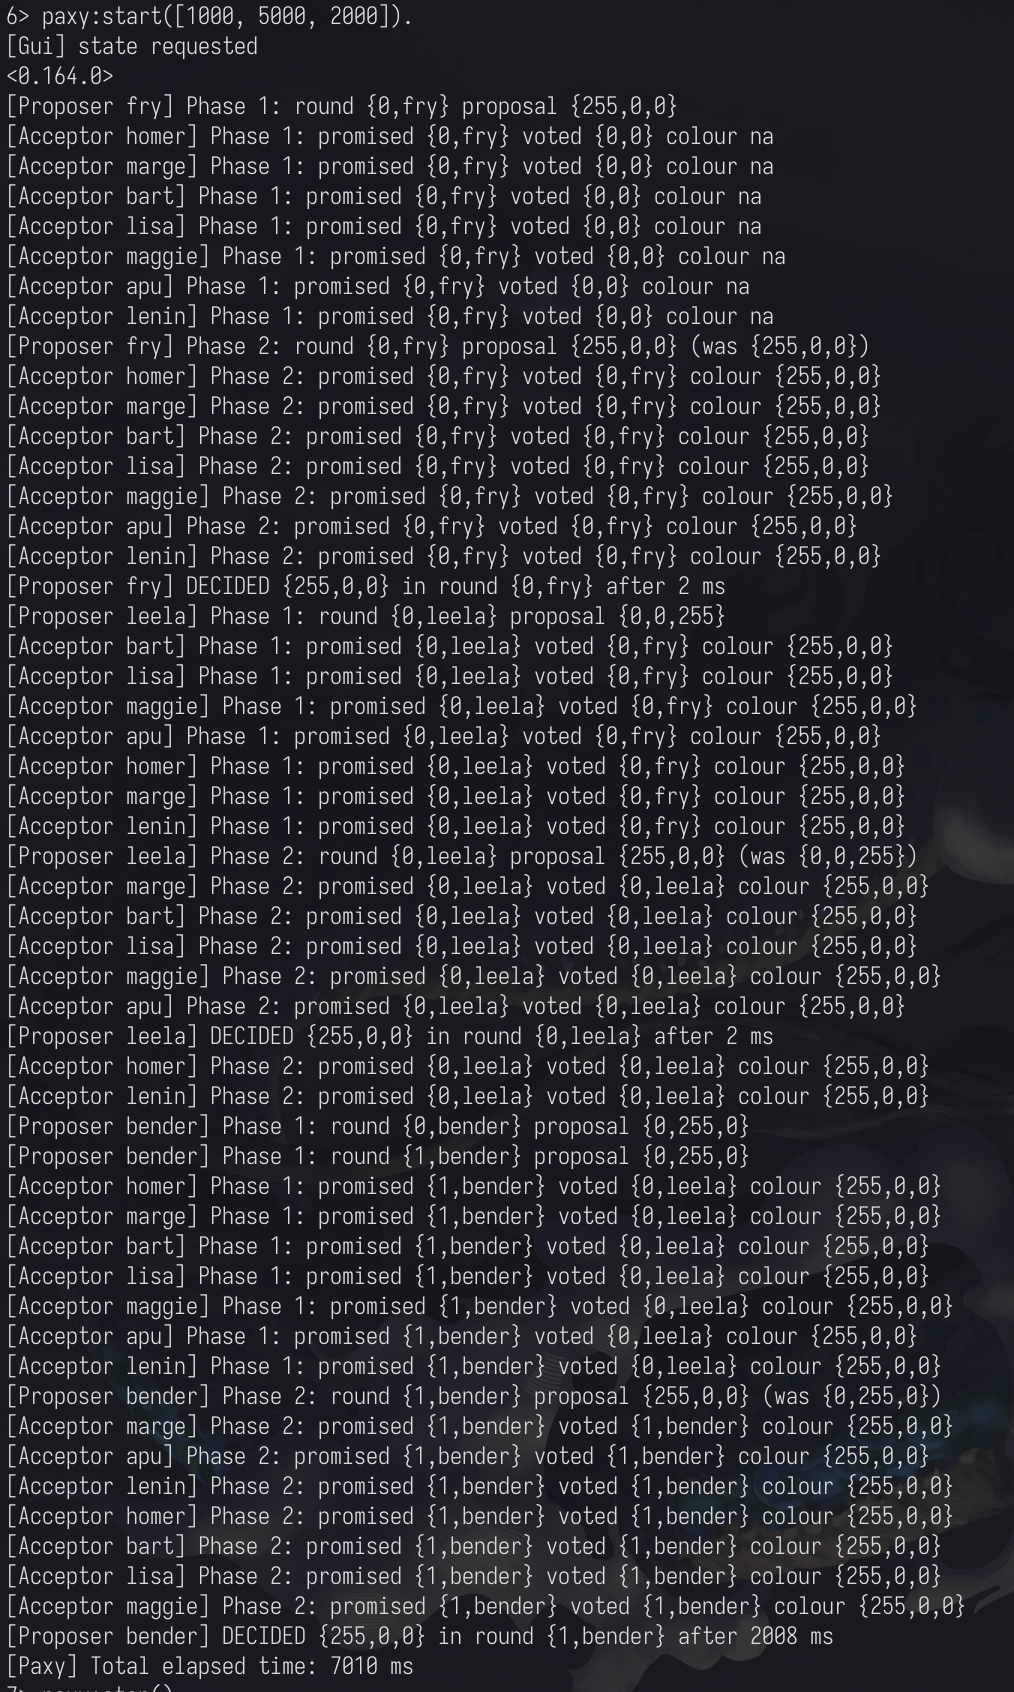 6> paxy:start([1000, 5000, 2000]).
[Gui] state requested
<0.164.0>
[Proposer fry] Phase 1: round {0,fry} proposal {255,0,0}
[Acceptor homer] Phase 1: promised {0,fry} voted {0,0} colour na
[Acceptor marge] Phase 1: promised {0,fry} voted {0,0} colour na
[Acceptor bart] Phase 1: promised {0,fry} voted {0,0} colour na
[Acceptor lisa] Phase 1: promised {0,fry} voted {0,0} colour na
[Acceptor maggie] Phase 1: promised {0,fry} voted {0,0} colour na
[Acceptor apu] Phase 1: promised {0,fry} voted {0,0} colour na
[Acceptor lenin] Phase 1: promised {0,fry} voted {0,0} colour na
[Proposer fry] Phase 2: round {0,fry} proposal {255,0,0} (was {255,0,0})
[Acceptor homer] Phase 2: promised {0,fry} voted {0,fry} colour {255,0,0}
[Acceptor marge] Phase 2: promised {0,fry} voted {0,fry} colour {255,0,0}
[Acceptor bart] Phase 2: promised {0,fry} voted {0,fry} colour {255,0,0}
[Acceptor lisa] Phase 2: promised {0,fry} voted {0,fry} colour {255,0,0}
[Acceptor maggie] Phase 2: promised {0,fry} voted {0,fry} colour {255,0,0}
[Acceptor apu] Phase 2: promised {0,fry} voted {0,fry} colour {255,0,0}
[Acceptor lenin] Phase 2: promised {0,fry} voted {0,fry} colour {255,0,0}
[Proposer fry] DECIDED {255,0,0} in round {0,fry} after 2 ms
[Proposer leela] Phase 1: round {0,leela} proposal {0,0,255}
[Acceptor bart] Phase 1: promised {0,leela} voted {0,fry} colour {255,0,0}
[Acceptor lisa] Phase 1: promised {0,leela} voted {0,fry} colour {255,0,0}
[Acceptor maggie] Phase 1: promised {0,leela} voted {0,fry} colour {255,0,0}
[Acceptor apu] Phase 1: promised {0,leela} voted {0,fry} colour {255,0,0}
[Acceptor homer] Phase 1: promised {0,leela} voted {0,fry} colour {255,0,0}
[Acceptor marge] Phase 1: promised {0,leela} voted {0,fry} colour {255,0,0}
[Acceptor lenin] Phase 1: promised {0,leela} voted {0,fry} colour {255,0,0}
[Proposer leela] Phase 2: round {0,leela} proposal {255,0,0} (was {0,0,255})
[Acceptor marge] Phase 2: promised {0,leela} voted {0,leela} colour {255,0,0}
[Acceptor bart] Phase 2: promised {0,leela} voted {0,leela} colour {255,0,0}
[Acceptor lisa] Phase 2: promised {0,leela} voted {0,leela} colour {255,0,0}
[Acceptor maggie] Phase 2: promised {0,leela} voted {0,leela} colour {255,0,0}
[Acceptor apu] Phase 2: promised {0,leela} voted {0,leela} colour {255,0,0}
[Proposer leela] DECIDED {255,0,0} in round {0,leela} after 2 ms
[Acceptor homer] Phase 2: promised {0,leela} voted {0,leela} colour {255,0,0}
[Acceptor lenin] Phase 2: promised {0,leela} voted {0,leela} colour {255,0,0}
[Proposer bender] Phase 1: round {0,bender} proposal {0,255,0}
[Proposer bender] Phase 1: round {1,bender} proposal {0,255,0}
[Acceptor homer] Phase 1: promised {1,bender} voted {0,leela} colour {255,0,0}
[Acceptor marge] Phase 1: promised {1,bender} voted {0,leela} colour {255,0,0}
[Acceptor bart] Phase 1: promised {1,bender} voted {0,leela} colour {255,0,0}
[Acceptor lisa] Phase 1: promised {1,bender} voted {0,leela} colour {255,0,0}
[Acceptor maggie] Phase 1: promised {1,bender} voted {0,leela} colour {255,0,0}
[Acceptor apu] Phase 1: promised {1,bender} voted {0,leela} colour {255,0,0}
[Acceptor lenin] Phase 1: promised {1,bender} voted {0,leela} colour {255,0,0}
[Proposer bender] Phase 2: round {1,bender} proposal {255,0,0} (was {0,255,0})
[Acceptor marge] Phase 2: promised {1,bender} voted {1,bender} colour {255,0,0}
[Acceptor apu] Phase 2: promised {1,bender} voted {1,bender} colour {255,0,0}
[Acceptor lenin] Phase 2: promised {1,bender} voted {1,bender} colour {255,0,0}
[Acceptor homer] Phase 2: promised {1,bender} voted {1,bender} colour {255,0,0}
[Acceptor bart] Phase 2: promised {1,bender} voted {1,bender} colour {255,0,0}
[Acceptor lisa] Phase 2: promised {1,bender} voted {1,bender} colour {255,0,0}
[Acceptor maggie] Phase 2: promised {1,bender} voted {1,bender} colour {255,0,0}
[Proposer bender] DECIDED {255,0,0} in round {1,bender} after 2008 ms
[Paxy] Total elapsed time: 7010 ms